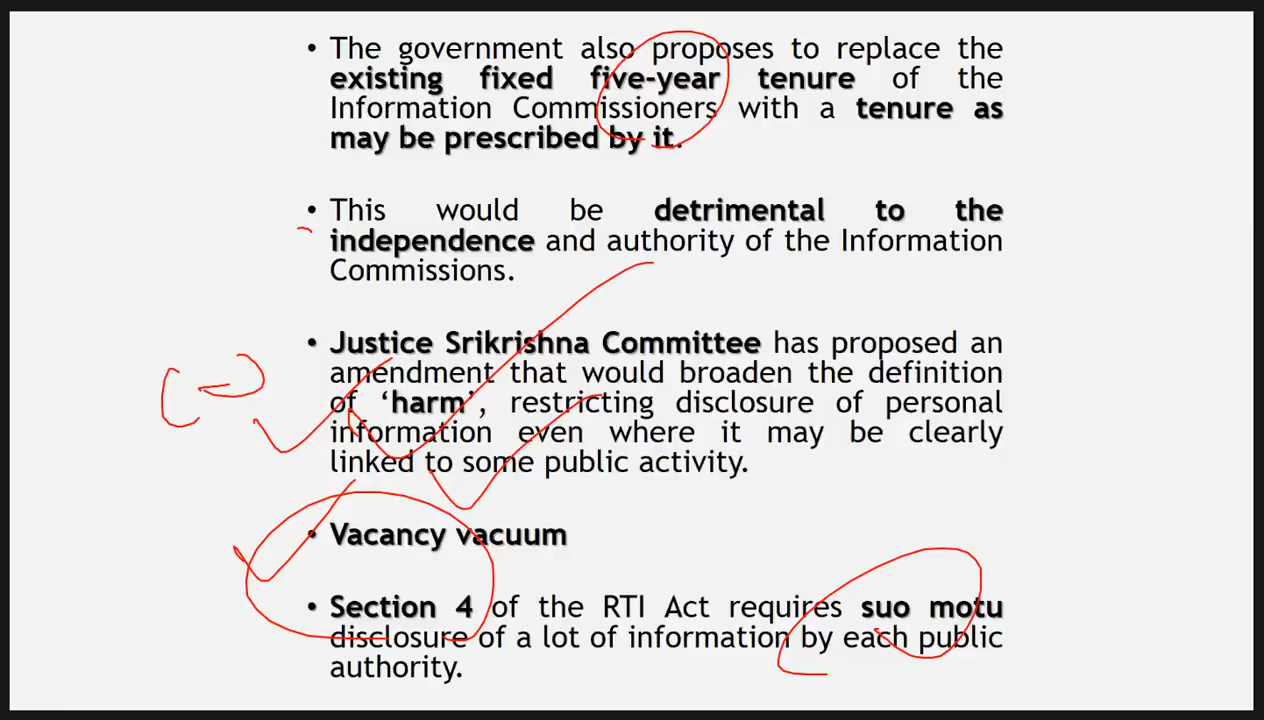 • The government also proposes to replace the
existing fixed five-year tenure of the
Information Commissioners with a tenure as
may be prescribed by it.
• This would be detrimental to the
independence and authority of the Information
Commissions.
• Justice Srikrishna Committee has proposed an
amendment that would broaden the definition
of ‘harm’, restricting disclosure of personal
information even where it may be clearly
linked to some public activity.
• Vacancy vacuum
• Section 4 of the RTI Act requires suo motu
disclosure of a lot of information by each public
authority.